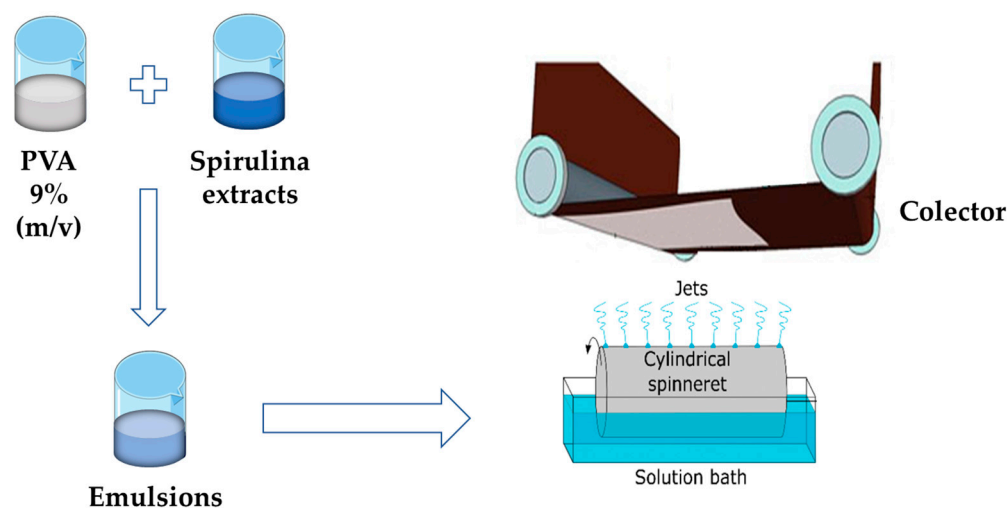 PVA
9%
(m/v)
Spirulina
extracts
Emulsions
Colector
Jets
Cylindrical
spinneret
Solution bath